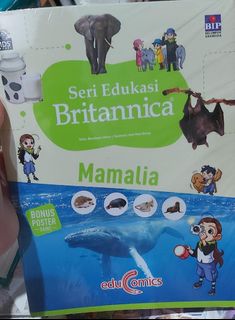 BIP
Seri Edukasi
Britannica
Mamalia
BONUS
POSTER
educomics